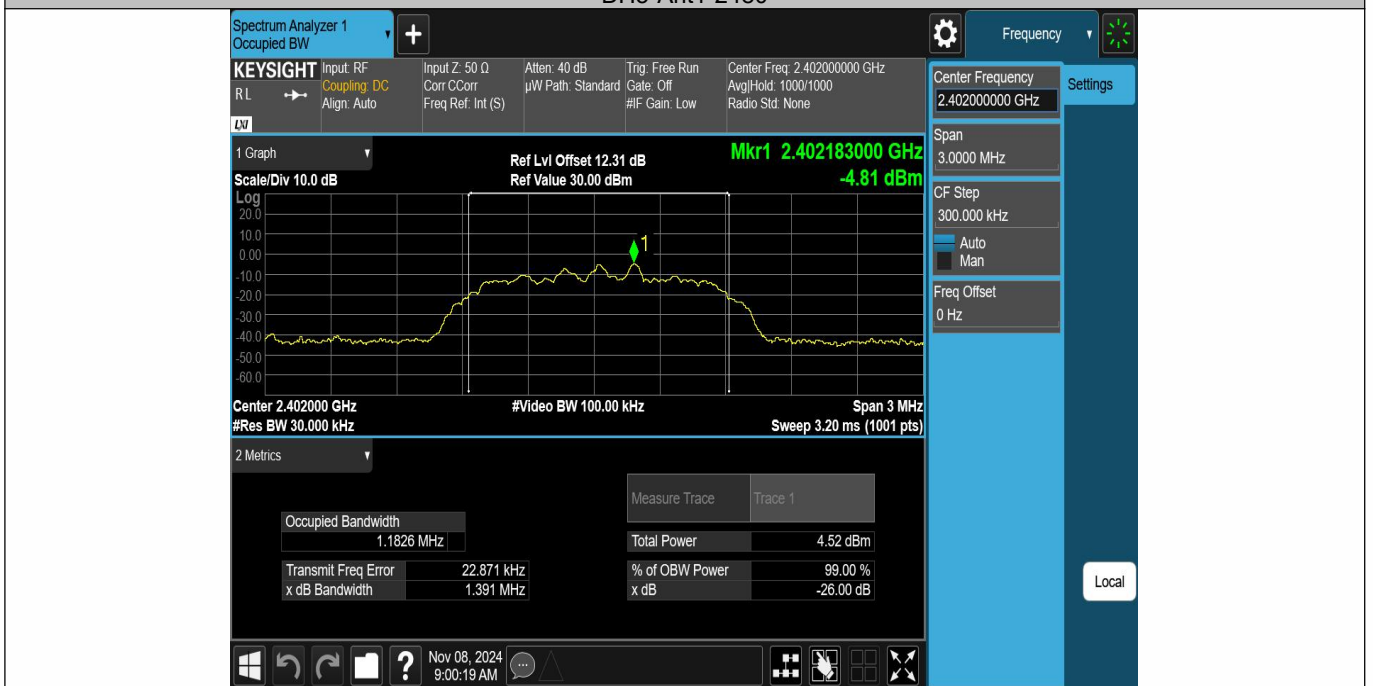 Spectrum Analyzer 1
Occupied BW
Frequency
KEYSIGHT
R L
LXI
Input: RF
Coupling: DC
Align: Auto
Input Z: 50 Ω
Corr CCorr
Freq Ref: Int (S)
Atten: 40 dB
µW Path: Standard
Trig: Free Run
Gate: Off
#IF Gain: Low
Center Freq: 2.402000000 GHz
Avg|Hold: 1000/1000
Radio Std: None
Center Frequency
2.402000000 GHz
Settings
Span
3.0000 MHz
CF Step
300.000 kHz
Auto
Man
Freq Offset
0 Hz
Local
1 Graph
Scale/Div 10.0 dB
Ref Lvl Offset 12.31 dB
Ref Value 30.00 dBm
Mkr1 2.402183000 GHz
-4.81 dBm
Log
20.0
10.0
0.00
-10.0
-20.0
-30.0
-40.0
-50.0
-60.0
1
Center 2.402000 GHz
#Video BW 100.00 kHz
Span 3 MHz
#Res BW 30.000 kHz
Sweep 3.20 ms (1001 pts)
2 Metrics
Measure Trace Trace 1
Occupied Bandwidth
1.1826 MHz
Total Power 4.52 dBm
Transmit Freq Error 22.871 kHz
% of OBW Power 99.00 %
x dB Bandwidth 1.391 MHz
x dB -26.00 dB
?
Nov 08, 2024
9:00:19 AM